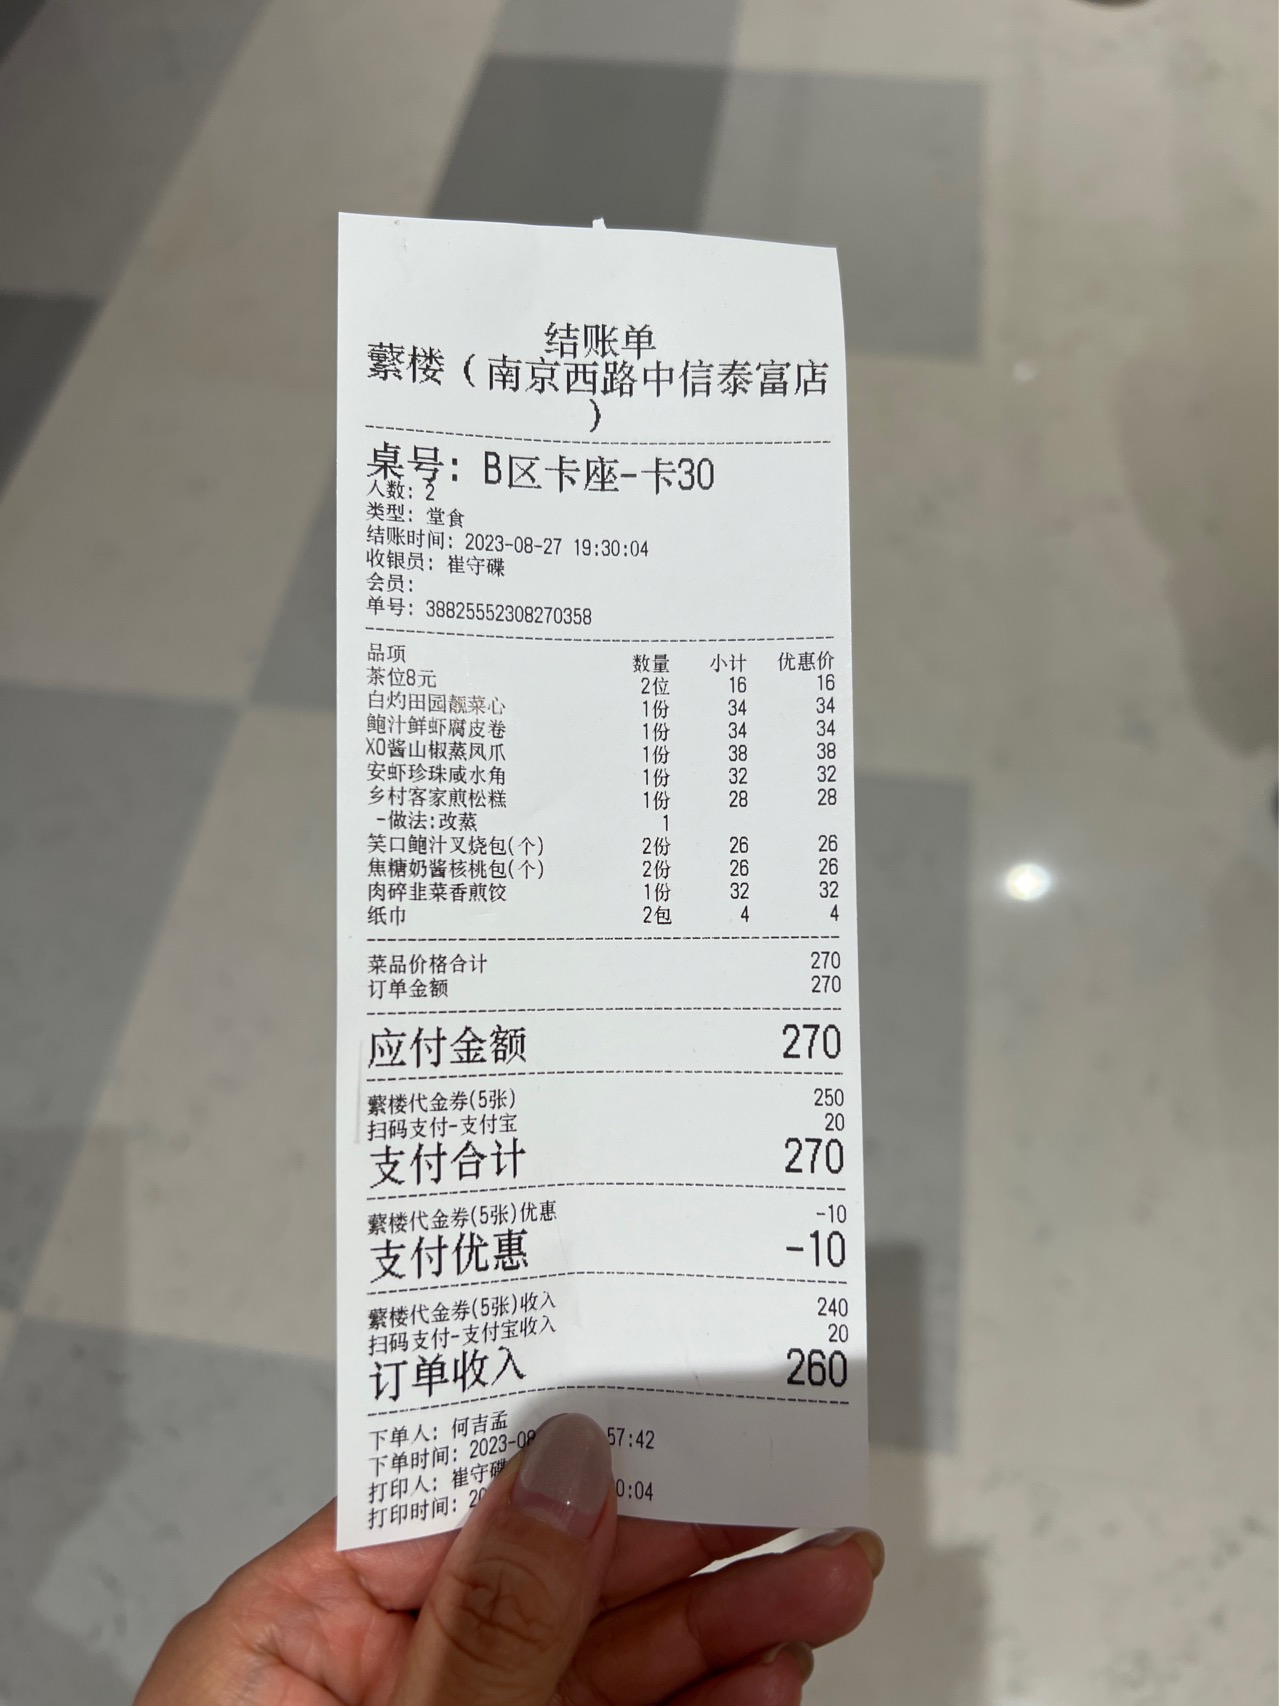 结账单
蘩楼（南京西路中信泰富店
）
桌号: B区卡座-卡30
人数: 2
类型: 堂食
结账时间: 2023-08-27 19:30:04
收银员: 崔守碟
会员:
单号: 38825552308270358
品项 数量 小计 优惠价
茶位8元 2位 16 16
白灼田园靓菜心 1份 34 34
鲍汁鲜虾腐皮卷 1份 34 34
XO酱山椒蒸凤爪 1份 38 38
安虾珍珠咸水角 1份 32 32
乡村客家煎松糕 1份 28 28
-做法:改蒸 1
笑口鲍汁叉烧包(个) 2份 26 26
焦糖奶酱核桃包(个) 2份 26 26
肉碎韭菜香煎饺 1份 32 32
纸巾 2包 4 4
菜品价格合计 270
订单金额 270
应付金额 270
蘩楼代金券(5张) 250
扫码支付-支付宝 20
支付合计 270
蘩楼代金券(5张)优惠 -10
支付优惠 -10
蘩楼代金券(5张)收入 240
扫码支付-支付宝收入 20
订单收入 260
下单人: 何吉孟
下单时间: 2023-08 57:42
打印人: 崔守碟
打印时间: 20 0:04